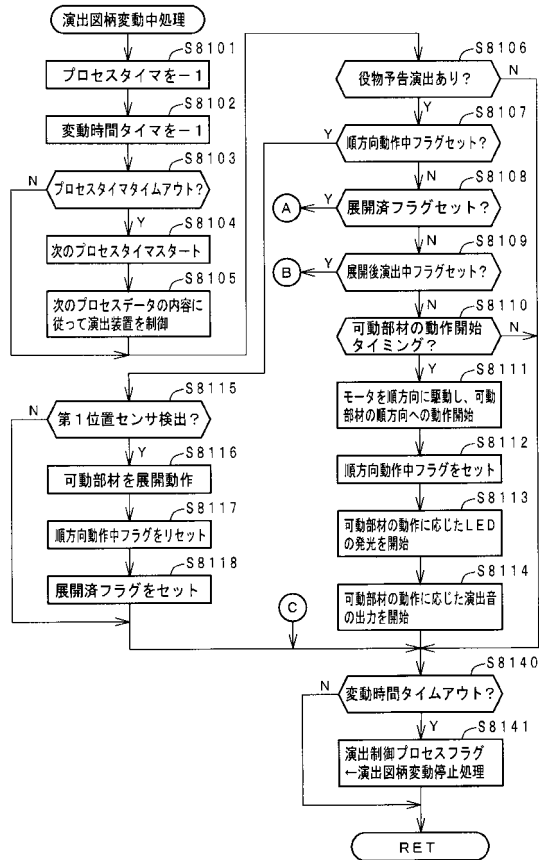 演出図柄変動中処理
S8101
プロセスタイマを－1
S8102
変動時間タイマを－1
S8103
N
プロセスタイマタイムアウト？
Y
S8104
次のプロセスタイマスタート
S8105
次のプロセスデータの内容に
従って演出装置を制御
S8115
N
第1位置センサ検出？
Y
S8116
可動部材を展開動作
S8117
順方向動作中フラグをリセット
S8118
展開済フラグをセット
S8106
役物予告演出あり？
N
Y
S8107
Y
順方向動作中フラグセット？
N
S8108
A
Y
展開済フラグセット？
N
S8109
B
Y
展開後演出中フラグセット？
N
S8110
可動部材の動作開始
タイミング？
N
Y
S8111
モータを順方向に駆動し、可動
部材の順方向への動作開始
S8112
順方向動作中フラグをセット
S8113
可動部材の動作に応じたLED
の発光を開始
S8114
可動部材の動作に応じた演出音
の出力を開始
C
S8140
N
変動時間タイムアウト？
Y
S8141
演出制御プロセスフラグ
←演出図柄変動停止処理
RET